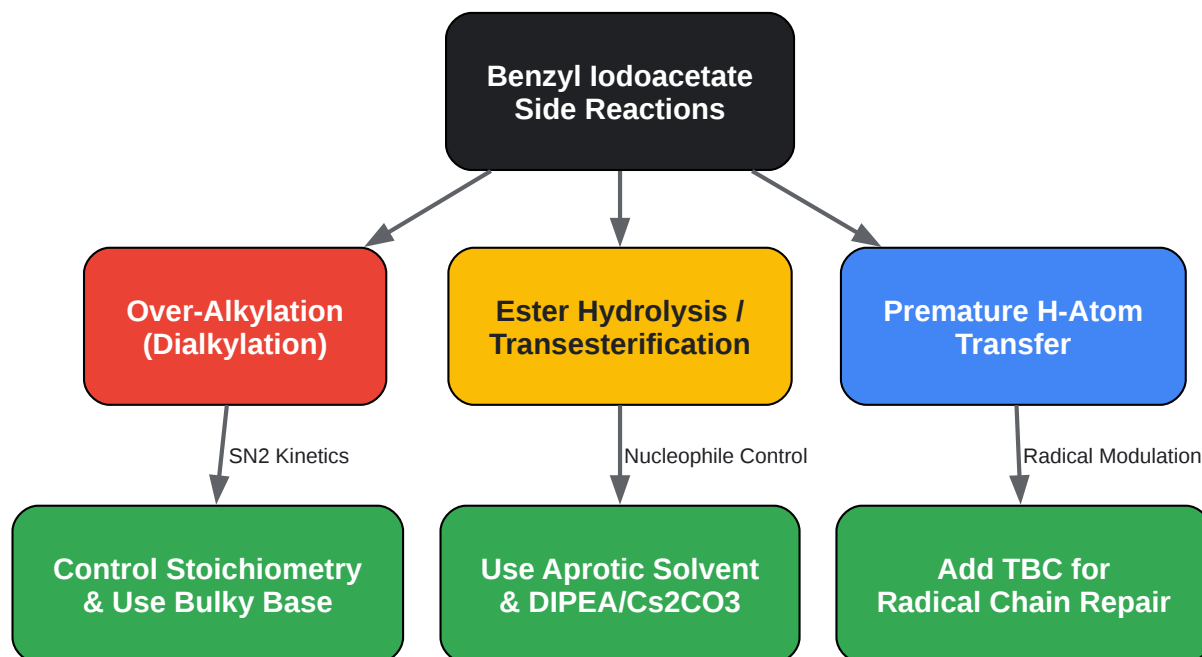 Benzyl Iodoacetate
Side Reactions
Over-Alkylation
(Dialkylation)
Ester Hydrolysis /
Transesterification
Premature H-Atom
Transfer
SN2 Kinetics
Nucleophile Control
Radical Modulation
Control Stoichiometry
& Use Bulky Base
Use Aprotic Solvent
& DIPEA/Cs2CO3
Add TBC for
Radical Chain Repair